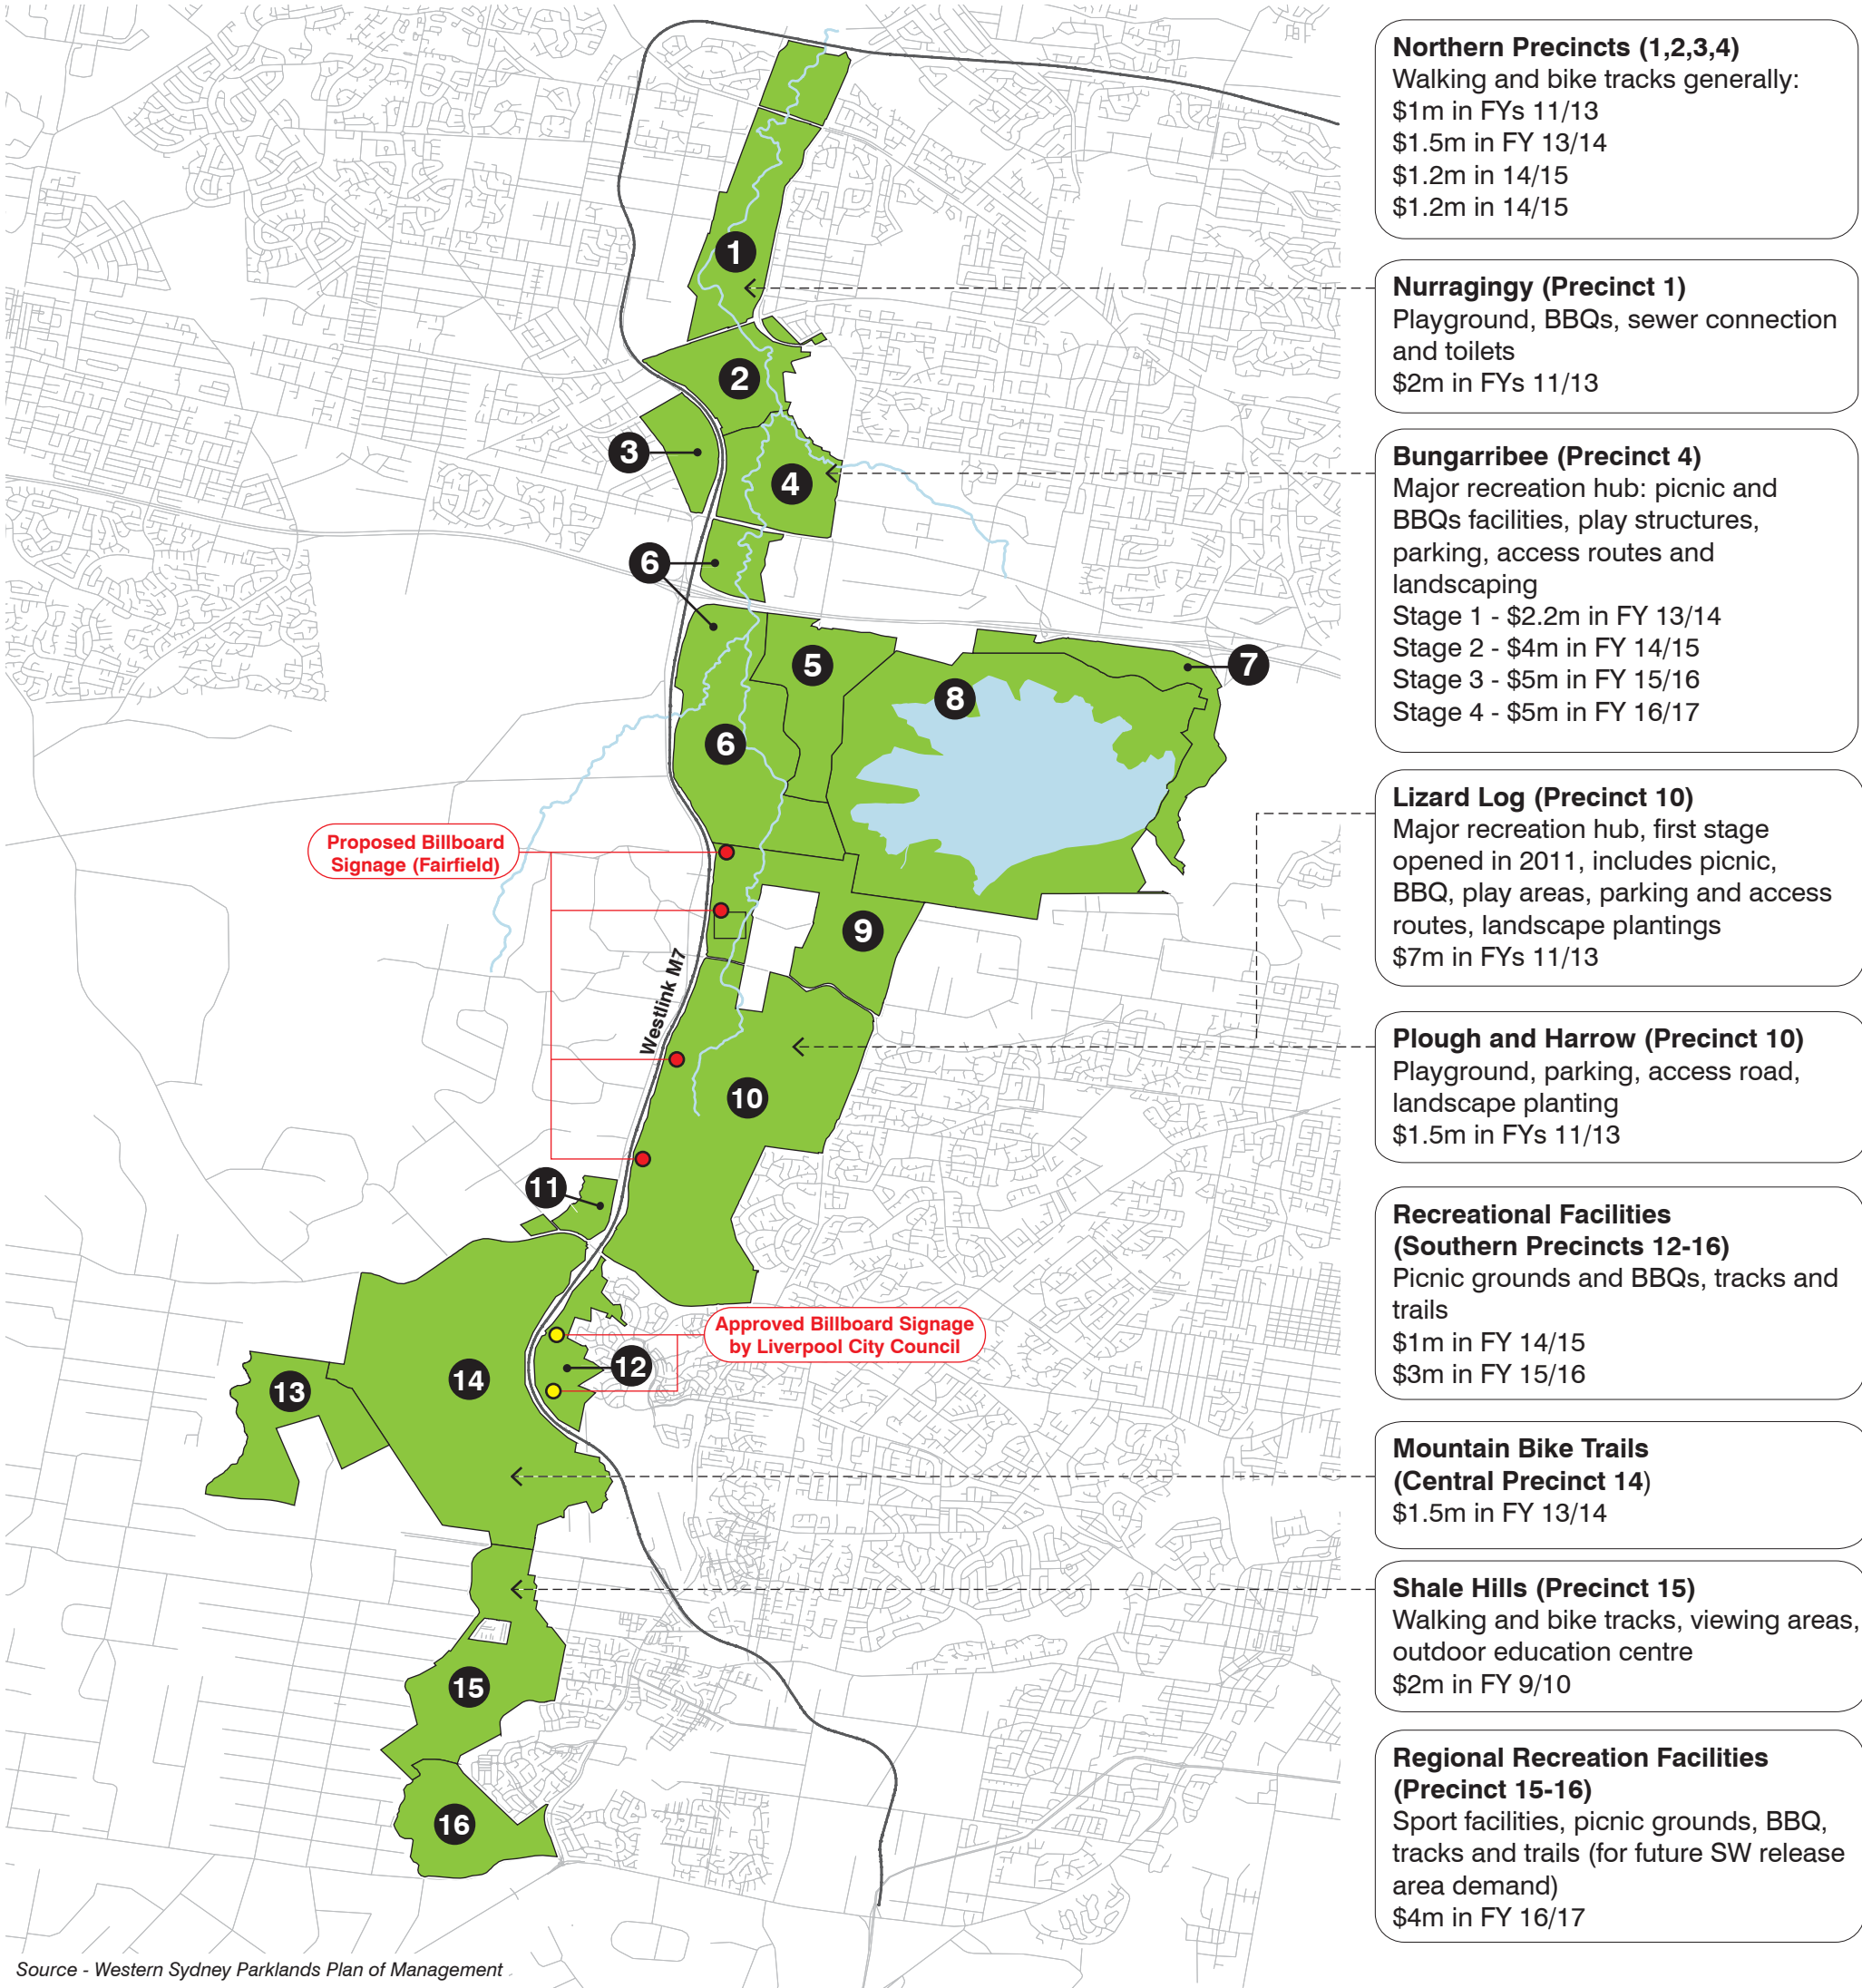 Northern Precincts (1,2,3,4)
Walking and bike tracks generally:
$1m in FYs 11/13
$1.5m in FY 13/14
$1.2m in 14/15
$1.2m in 14/15
Nurragingy (Precinct 1)
Playground, BBQs, sewer connection
and toilets
$2m in FYs 11/13
Bungarribee (Precinct 4)
Major recreation hub: picnic and
BBQs facilities, play structures,
parking, access routes and
landscaping
Stage 1 - $2.2m in FY 13/14
Stage 2 - $4m in FY 14/15
Stage 3 - $5m in FY 15/16
Stage 4 - $5m in FY 16/17
Lizard Log (Precinct 10)
Major recreation hub, first stage
opened in 2011, includes picnic,
BBQ, play areas, parking and access
routes, landscape plantings
$7m in FYs 11/13
Plough and Harrow (Precinct 10)
Playground, parking, access road,
landscape planting
$1.5m in FYs 11/13
Recreational Facilities
(Southern Precincts 12-16)
Picnic grounds and BBQs, tracks and
trails
$1m in FY 14/15
$3m in FY 15/16
Mountain Bike Trails
(Central Precinct 14)
$1.5m in FY 13/14
Shale Hills (Precinct 15)
Walking and bike tracks, viewing areas,
outdoor education centre
$2m in FY 9/10
Regional Recreation Facilities
(Precinct 15-16)
Sport facilities, picnic grounds, BBQ,
tracks and trails (for future SW release
area demand)
$4m in FY 16/17
1
2
3
4
6
5
7
8
6
Proposed Billboard
Signage (Fairfield)
9
Westlink M7
10
11
Approved Billboard Signage
by Liverpool City Council
12
14
13
15
16
Source - Western Sydney Parklands Plan of Management